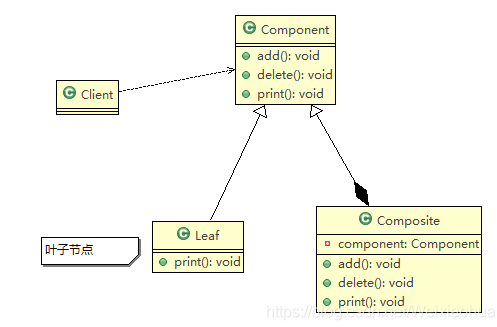 Component
add(): void
delete(): void
print(): void
Client
Leaf
print(): void
叶子节点
Composite
component: Component
add(): void
delete(): void
print(): void
https://blog.csdn.net/Weixiaohua